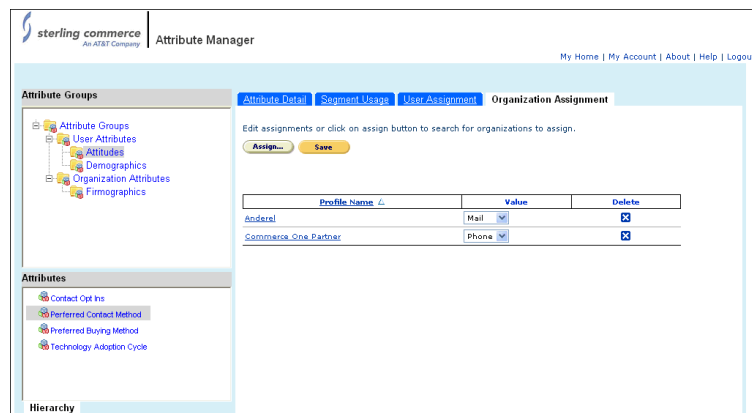 sterling commerce
An AT&T Company
Attribute Manager
My Home | My Account | About | Help | Logou
Attribute Groups
Attribute Detail
Segment Usage
User Assignment
Organization Assignment
Attribute Groups
User Attributes
Attitudes
Demographics
Organization Attributes
Firmographics
Edit assignments or click on assign button to search for organizations to assign.
Assign... Save
Profile Name Value Delete
Anderel Mail
Commerce One Partner Phone
Attributes
Contact Opt Ins
Perferred Contact Method
Preferred Buying Method
Technology Adoption Cycle
Hierarchy